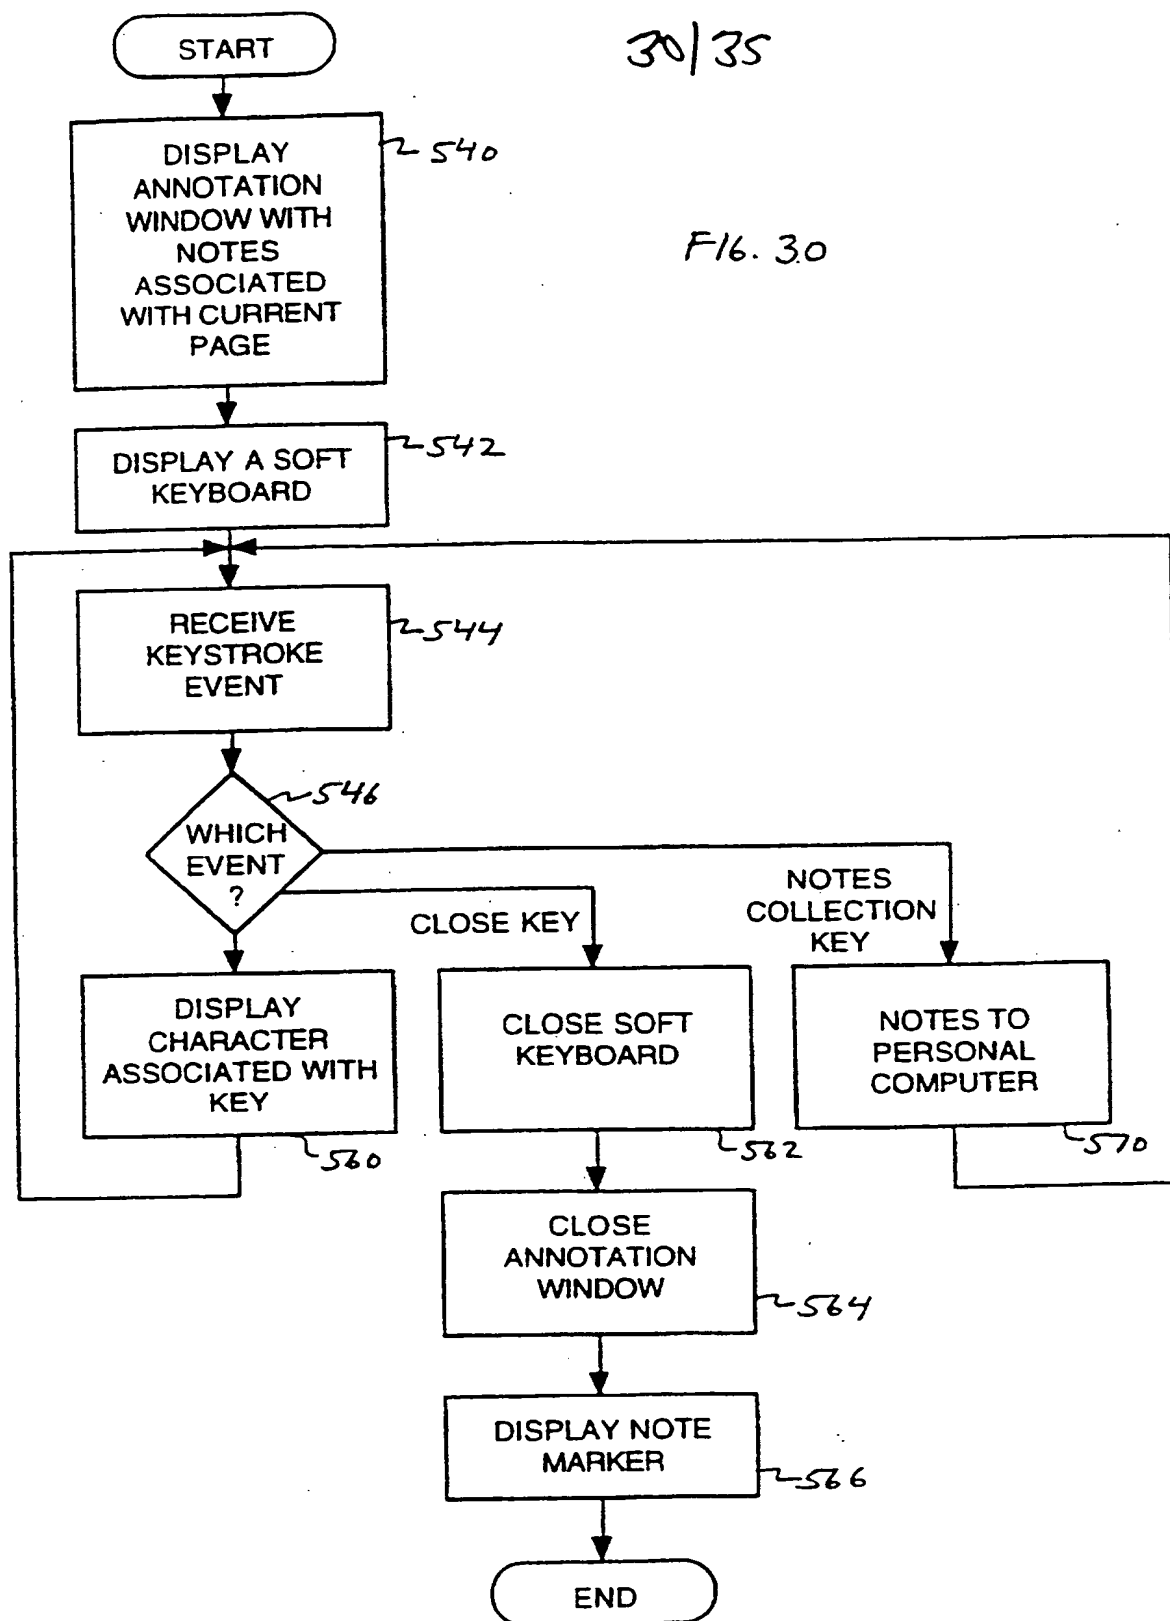 START
30/35
DISPLAY
ANNOTATION
WINDOW WITH
NOTES
ASSOCIATED
WITH CURRENT
PAGE
540
FIG. 30
DISPLAY A SOFT
KEYBOARD
542
RECEIVE
KEYSTROKE
EVENT
544
WHICH
EVENT
?
546
CLOSE KEY
NOTES
COLLECTION
KEY
DISPLAY
CHARACTER
ASSOCIATED WITH
KEY
560
CLOSE SOFT
KEYBOARD
562
NOTES TO
PERSONAL
COMPUTER
570
CLOSE
ANNOTATION
WINDOW
564
DISPLAY NOTE
MARKER
566
END